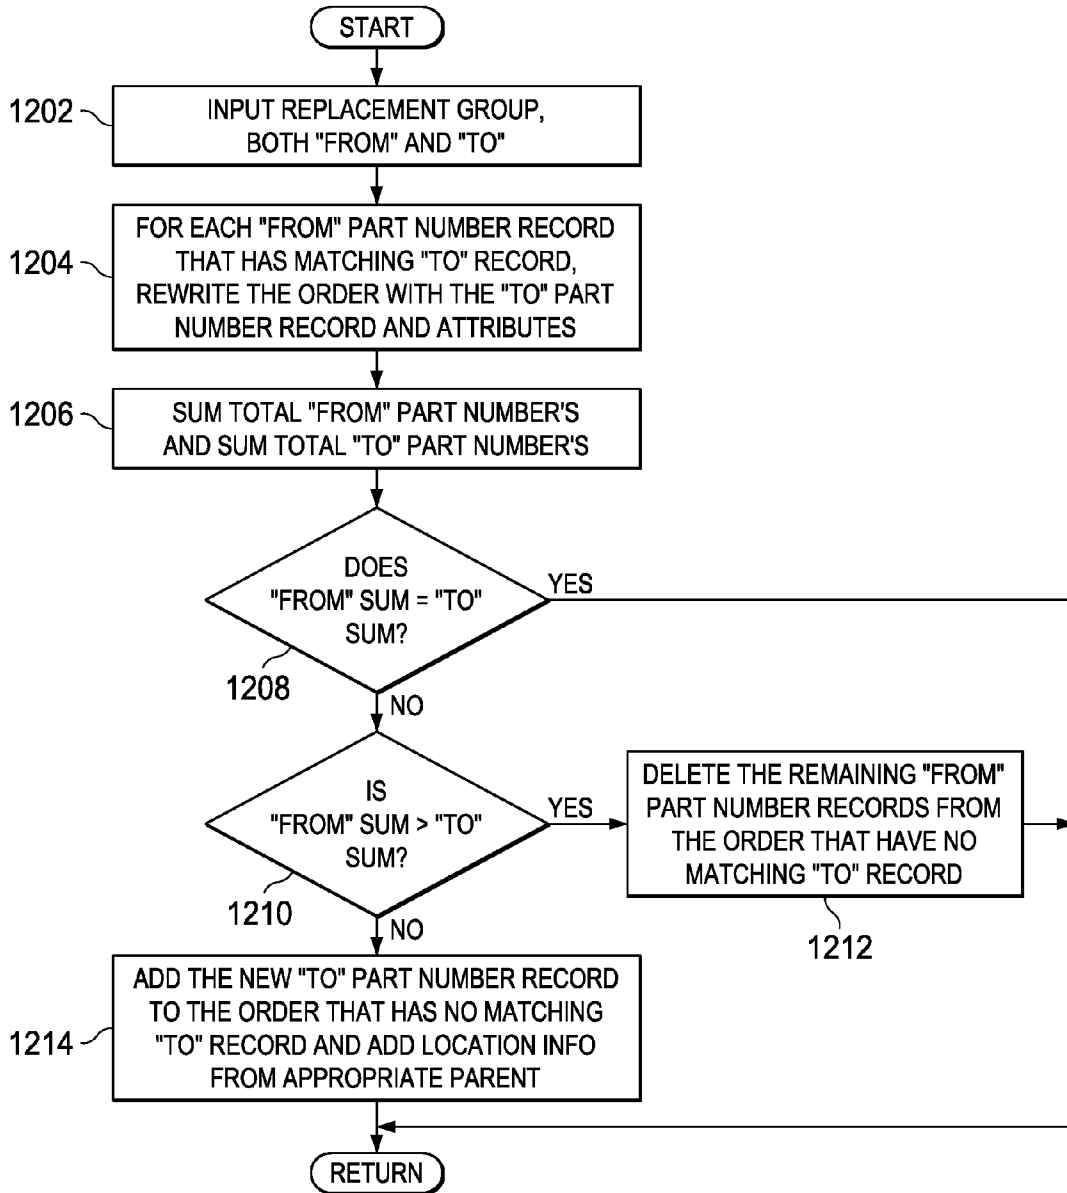 START
1202
INPUT REPLACEMENT GROUP,
BOTH "FROM" AND "TO"
1204
FOR EACH "FROM" PART NUMBER RECORD
THAT HAS MATCHING "TO" RECORD,
REWRITE THE ORDER WITH THE "TO" PART
NUMBER RECORD AND ATTRIBUTES
1206
SUM TOTAL "FROM" PART NUMBER'S
AND SUM TOTAL "TO" PART NUMBER'S
DOES
"FROM" SUM = "TO"
SUM?
YES
1208
NO
IS
"FROM" SUM > "TO"
SUM?
YES
1210
NO
DELETE THE REMAINING "FROM"
PART NUMBER RECORDS FROM
THE ORDER THAT HAVE NO
MATCHING "TO" RECORD
1212
1214
ADD THE NEW "TO" PART NUMBER RECORD
TO THE ORDER THAT HAS NO MATCHING
"TO" RECORD AND ADD LOCATION INFO
FROM APPROPRIATE PARENT
RETURN